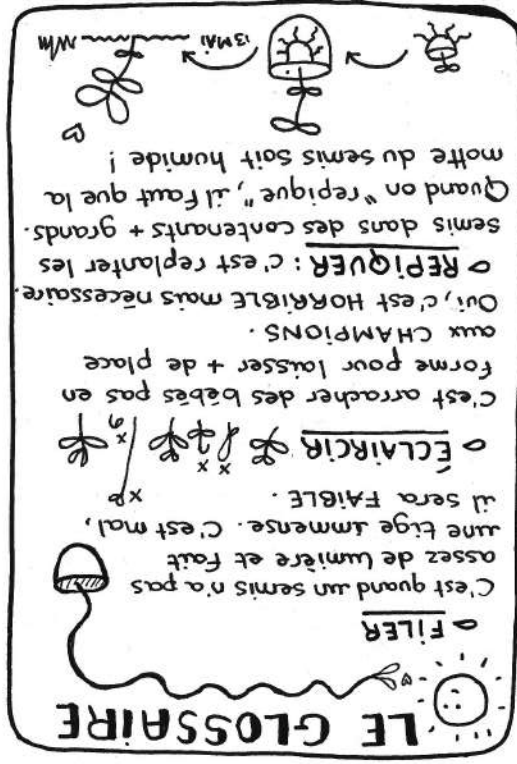 LE GLOSSAIRE
FILER
C'est quand un semis n'a pas
assez de lumière et fait
une tige immense. C'est mal,
il sera FAIBLE.
ÉCLAIRCIR
C'est arracher des bébés pas en
forme pour laisser + de place
aux CHAMPIONS.
Oui, c'est HORRIBLE mais nécessaire.
REPIQUER : c'est replanter les
semis dans des contenants + grands.
Quand on "repique", il faut que la
motte du semis soit humide !
13 MAI